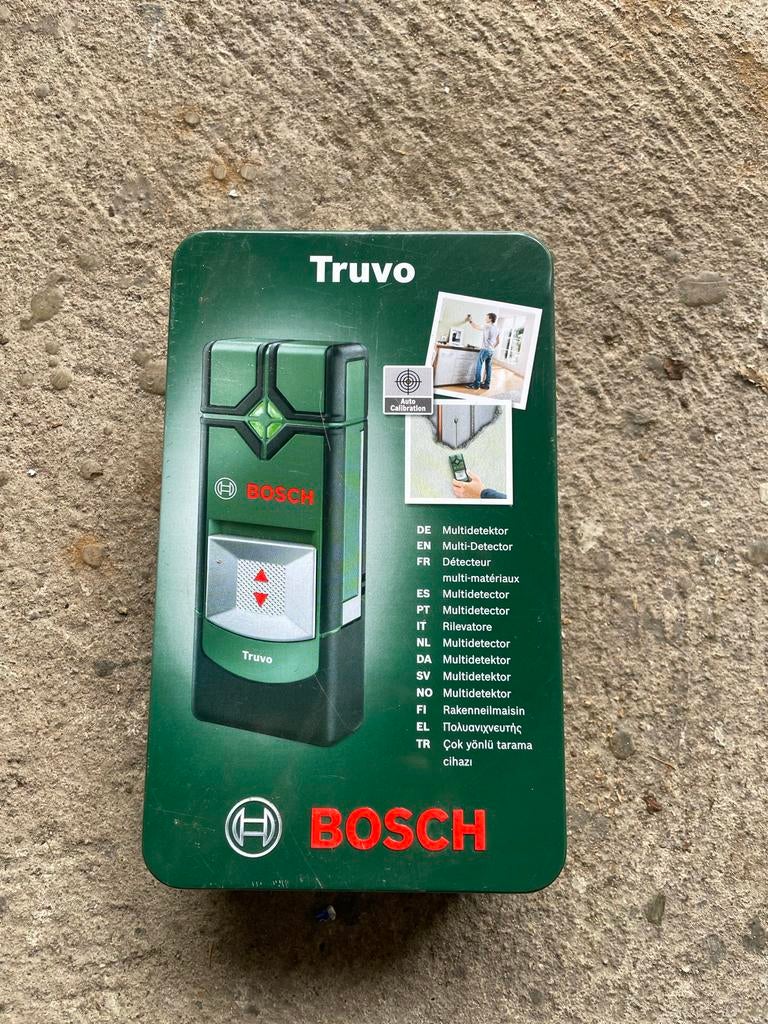 Truvo
Auto
Calibration
BOSCH
Truvo
DE Multidetektor
EN Multi-Detector
FR Détecteur
multi-matériaux
ES Multidetector
PT Multidetector
IT Rilevatore
NL Multidetector
DA Multidetektor
SV Multidetektor
NO Multidetektor
FI Rakenneilmaisin
EL Πολυανιχνευτής
TR Çok yönlü tarama
cihazı
BOSCH